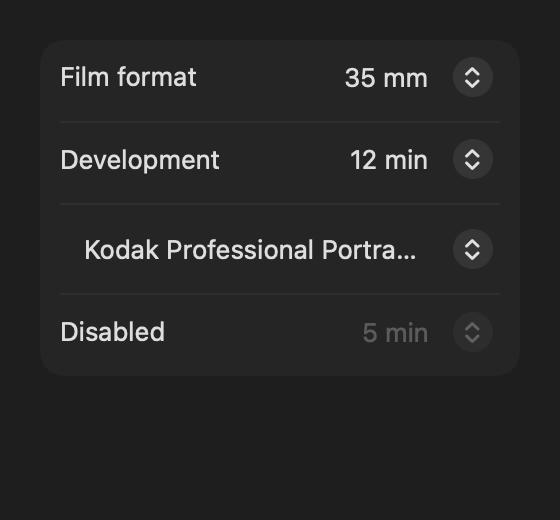 Film format 35 mm
Development 12 min
Kodak Professional Portra...
Disabled 5 min